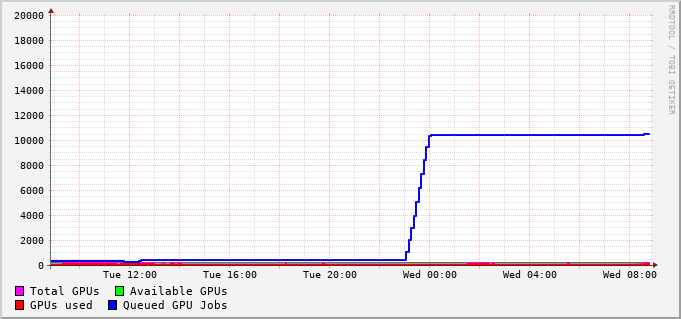 20000
18000
16000
14000
12000
10000
8000
6000
4000
2000
0
Tue 12:00 Tue 16:00 Tue 20:00 Wed 00:00 Wed 04:00 Wed 08:00
Total GPUs Available GPUs
GPUs used Queued GPU Jobs
RRDTOOL / TOBI OETIKER